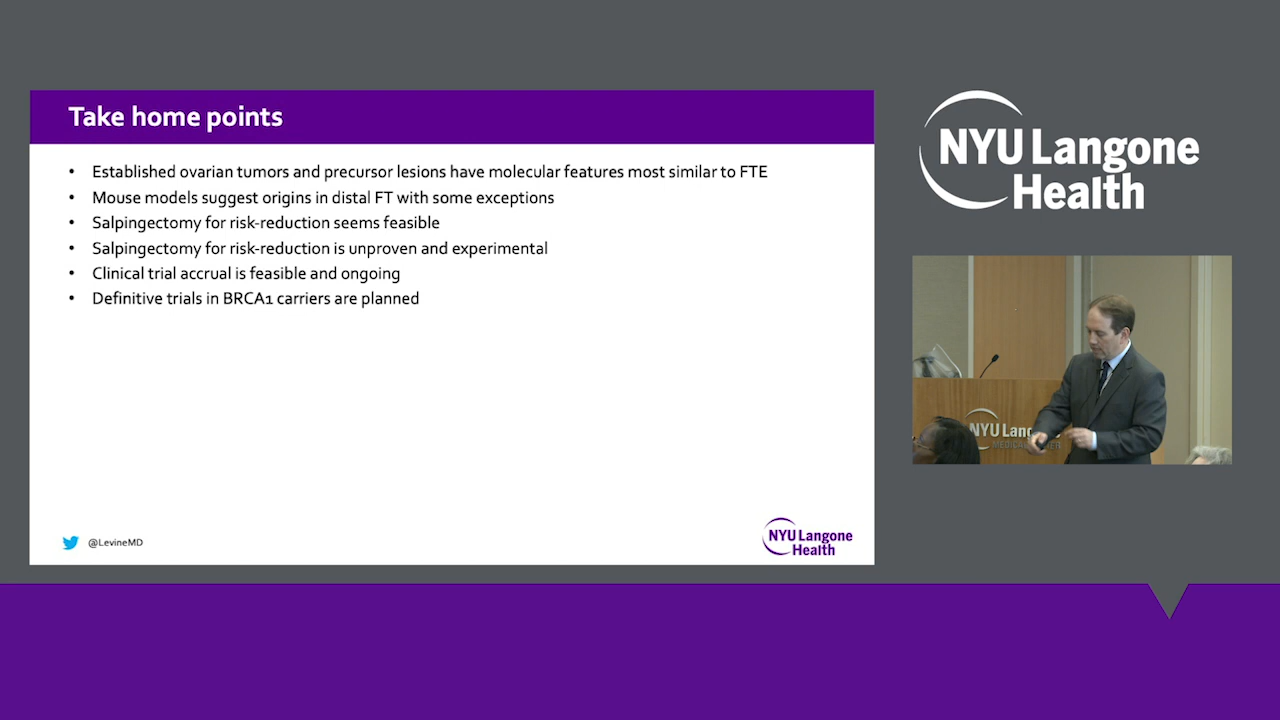 Take home points
• Established ovarian tumors and precursor lesions have molecular features most similar to FTE
• Mouse models suggest origins in distal FT with some exceptions
• Salpingectomy for risk-reduction seems feasible
• Salpingectomy for risk-reduction is unproven and experimental
• Clinical trial accrual is feasible and ongoing
• Definitive trials in BRCA1 carriers are planned
@LevineMD
NYU Langone
Health
NYU Langone
Health
NYU Lang